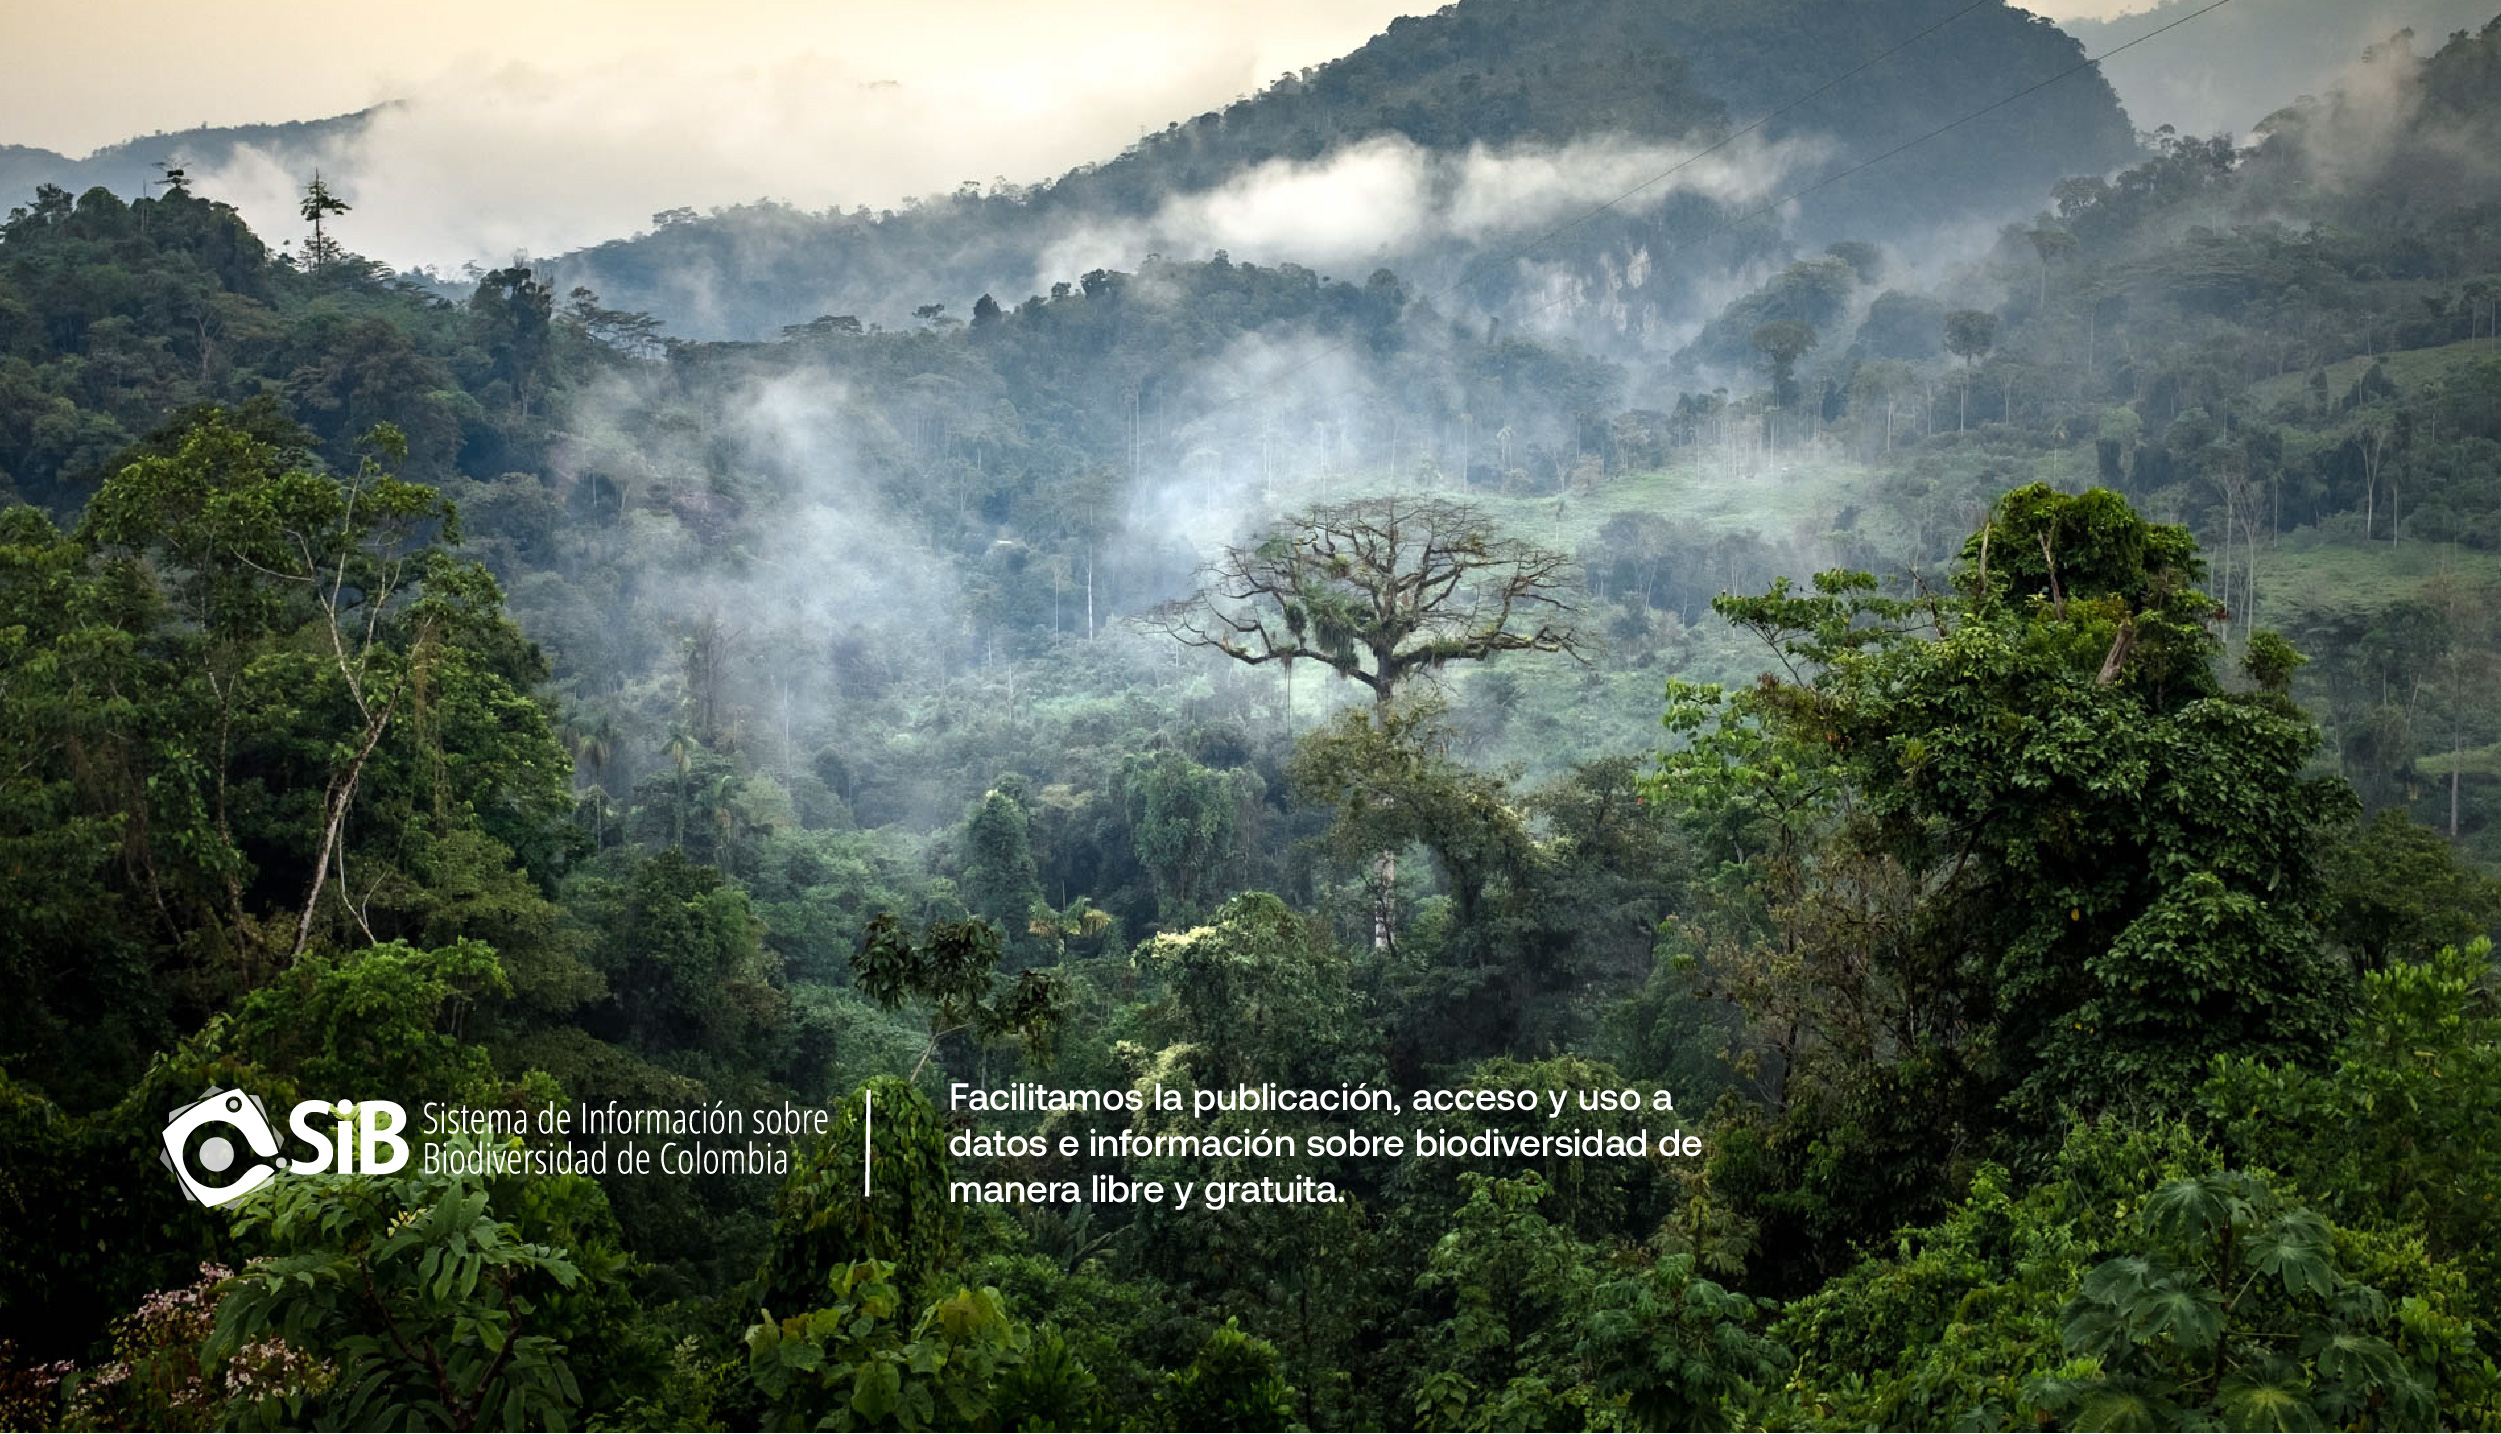 SiB
Sistema de Información sobre
Biodiversidad de Colombia
Facilitamos la publicación, acceso y uso a
datos e información sobre biodiversidad de
manera libre y gratuita.